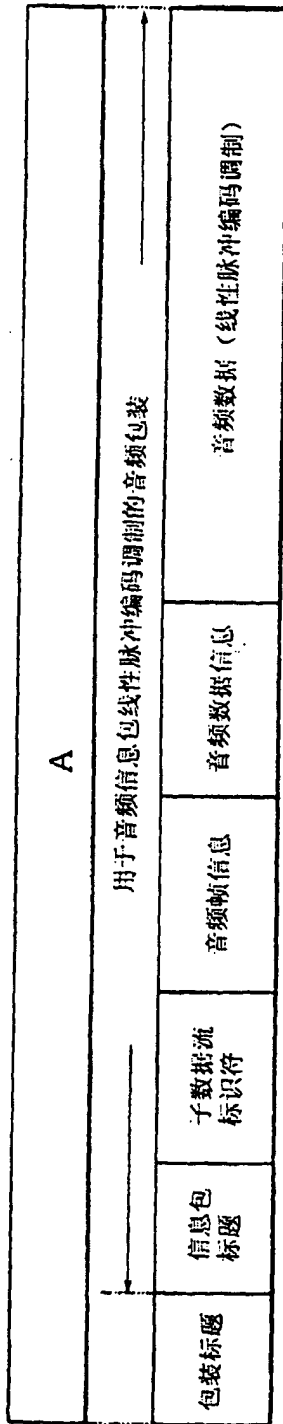 A
用于音频信息包线性脉冲编码调制的音频包装
包装标题
信息包
标题
子数据流
标识符
音频帧信息
音频数据信息
音频数据（线性脉冲编码调制）